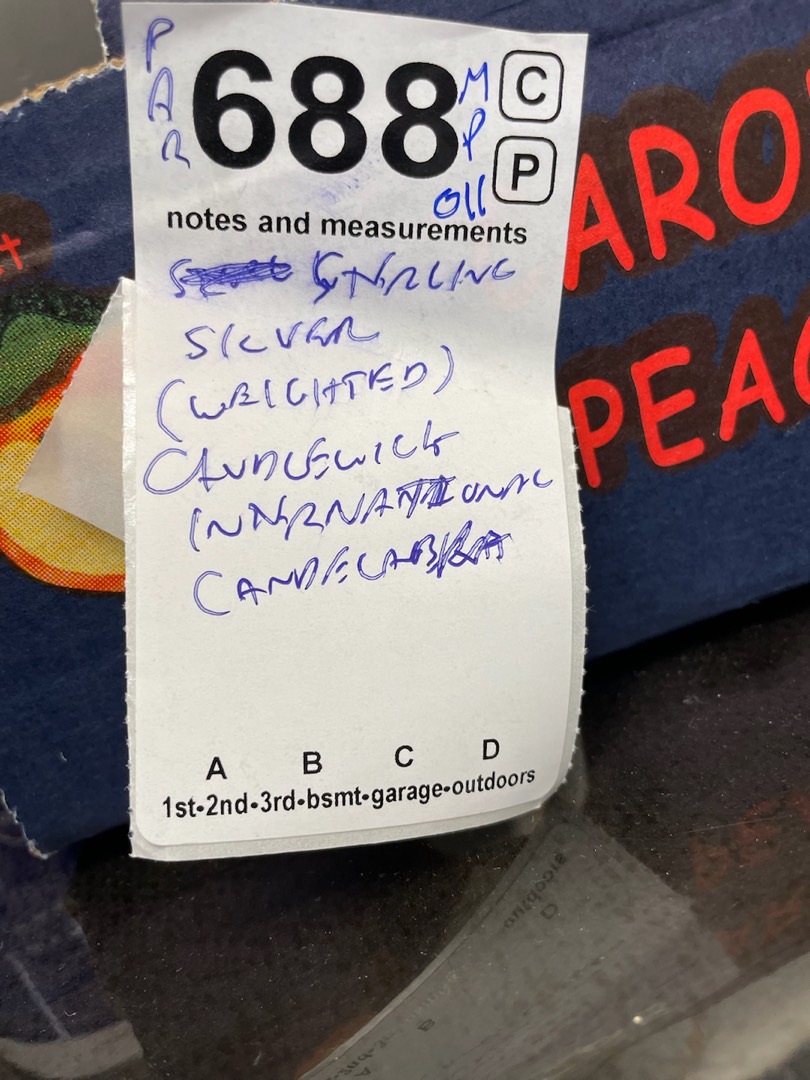 PAR
688
M
P
011
C
P
notes and measurements
STERLING
SILVER
(WEIGHTED)
CANDLEWICK
INTERNATIONAL
CANDELABRA
A B C D
1st•2nd•3rd•bsmt•garage•outdoors
ARO
PEA